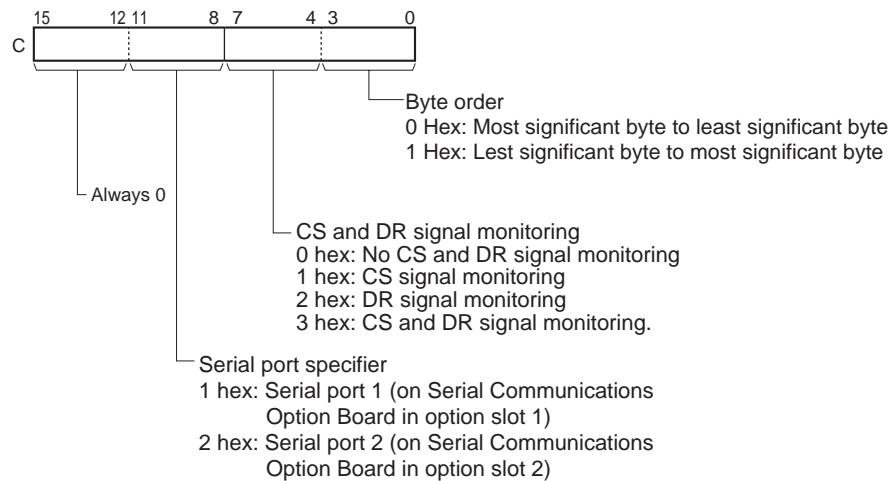 15 12 11 8 7 4 3 0
C
Byte order
0 Hex: Most significant byte to least significant byte
1 Hex: Lest significant byte to most significant byte
Always 0
CS and DR signal monitoring
0 hex: No CS and DR signal monitoring
1 hex: CS signal monitoring
2 hex: DR signal monitoring
3 hex: CS and DR signal monitoring.
Serial port specifier
1 hex: Serial port 1 (on Serial Communications
Option Board in option slot 1)
2 hex: Serial port 2 (on Serial Communications
Option Board in option slot 2)